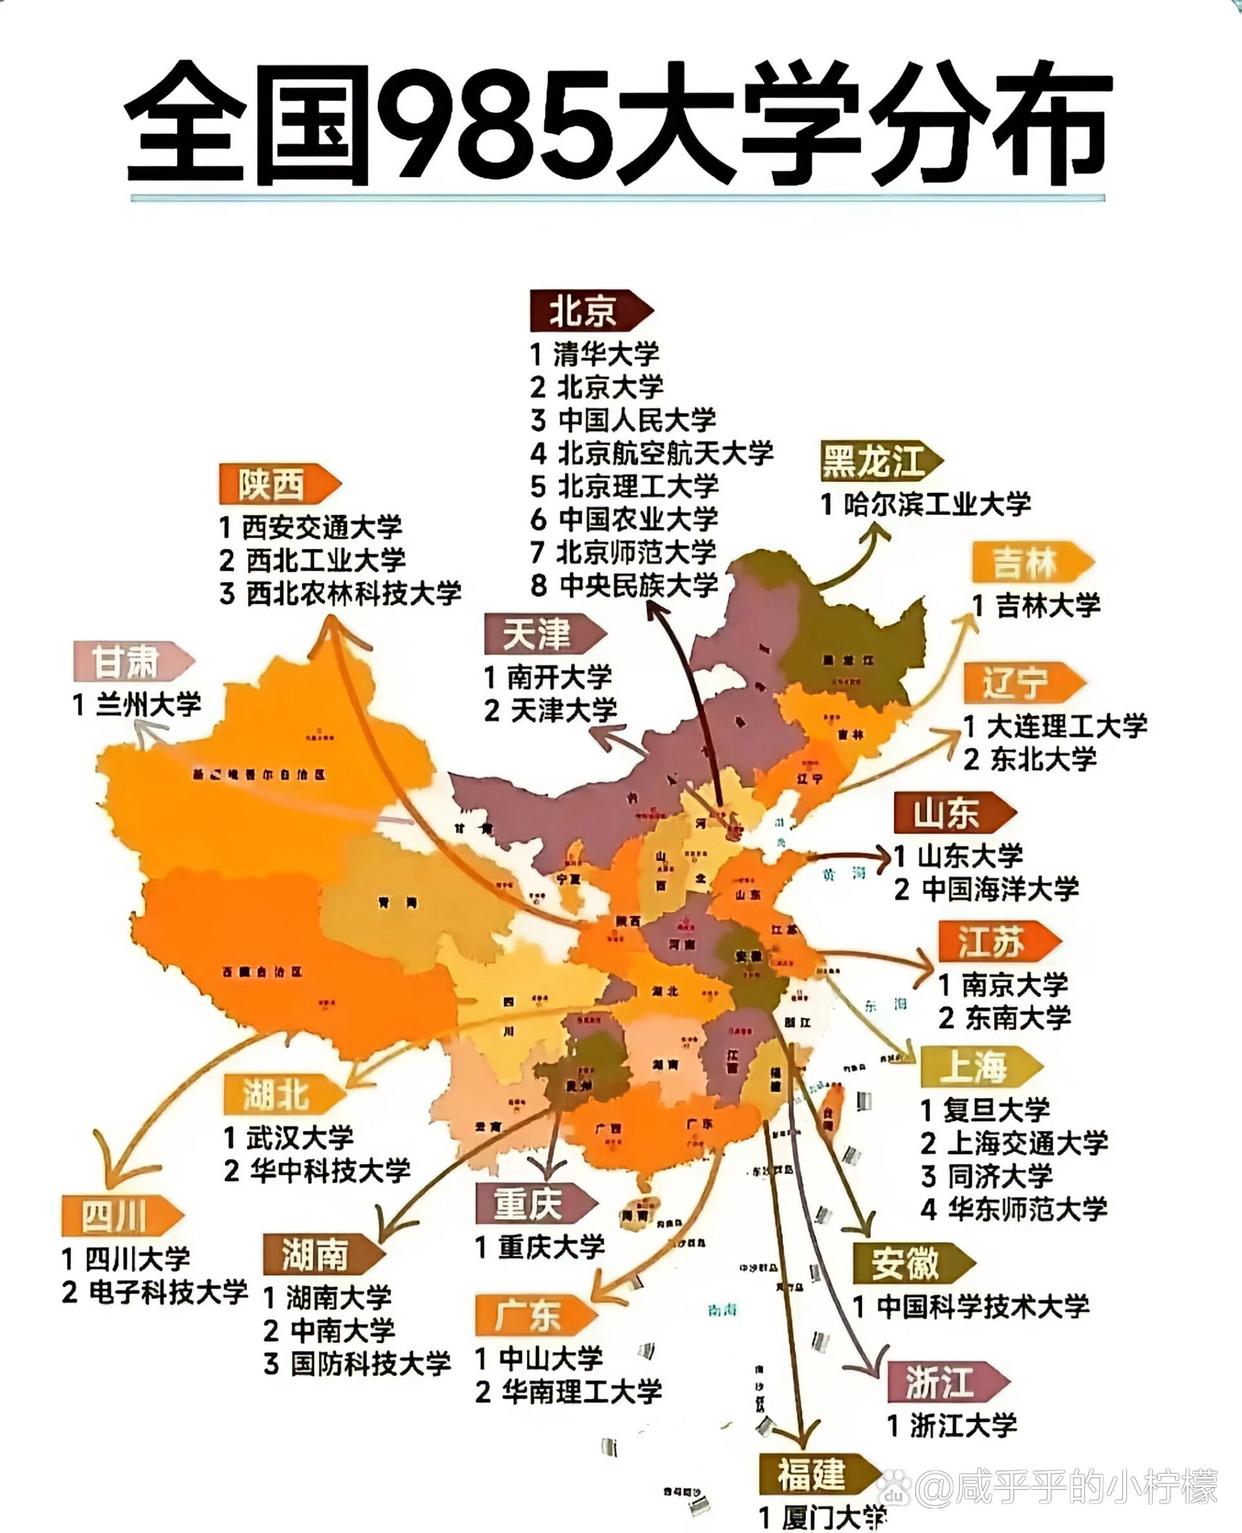 全国985大学分布
北京
1 清华大学
2 北京大学
3 中国人民大学
4 北京航空航天大学
5 北京理工大学
6 中国农业大学
7 北京师范大学
8 中央民族大学
黑龙江
1 哈尔滨工业大学
陕西
1 西安交通大学
2 西北工业大学
3 西北农林科技大学
吉林
1 吉林大学
天津
1 南开大学
2 天津大学
甘肃
1 兰州大学
辽宁
1 大连理工大学
2 东北大学
山东
1 山东大学
2 中国海洋大学
江苏
1 南京大学
2 东南大学
上海
1 复旦大学
2 上海交通大学
3 同济大学
4 华东师范大学
湖北
1 武汉大学
2 华中科技大学
四川
1 四川大学
2 电子科技大学
湖南
1 湖南大学
2 中南大学
3 国防科技大学
重庆
1 重庆大学
广东
1 中山大学
2 华南理工大学
安徽
1 中国科学技术大学
浙江
1 浙江大学
福建
1 厦门大学
黑龙江
吉林
辽宁
甘肃
宁夏
河
北
山
西
山东
青海
陕西
河南
江苏
安徽
西藏自治区
四
川
湖北
湖南
江西
福建
云南
广西
广东
海南
台湾
黄海
东海
南海
东沙群岛
中沙群岛
du @咸乎乎的小柠檬